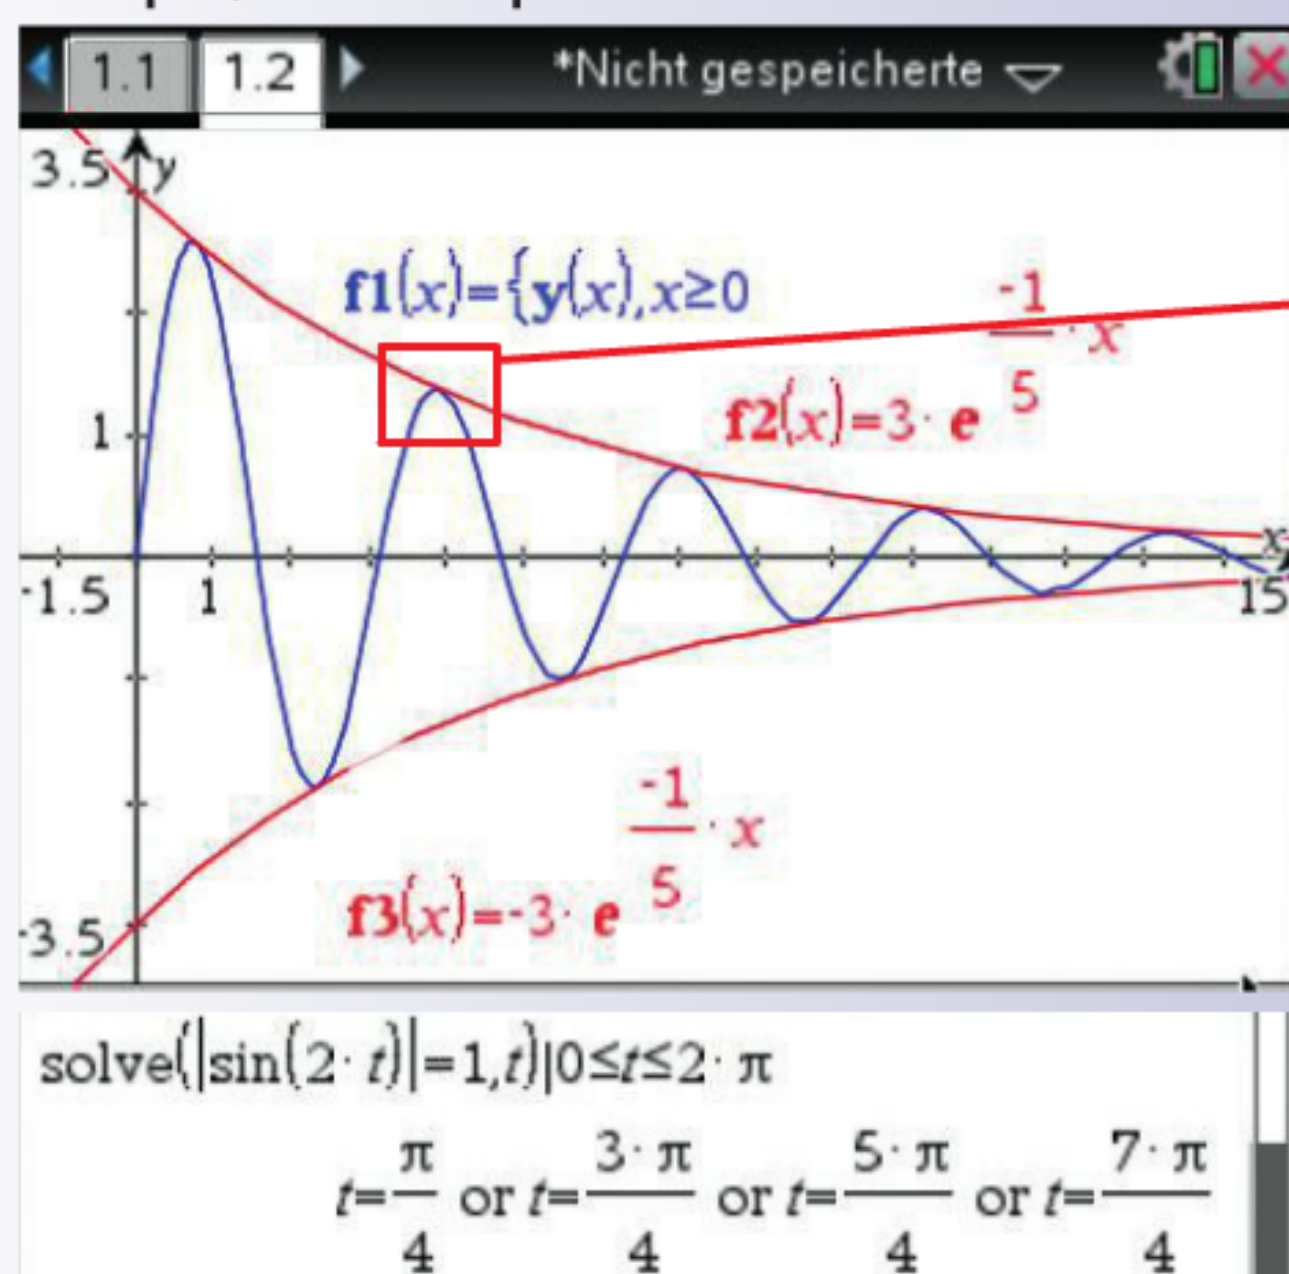 1.1 1.2 *Nicht gespeicherte
3.5 y
f1(x)={y(x),x≥0
f2(x)=3·e^(-1/5·x)
1
x
-1.5 1 15
f3(x)=-3·e^(-1/5·x)
-3.5
solve(|sin(2·t)|=1,t)|0≤t≤2·π
t=π/4 or t=3·π/4 or t=5·π/4 or t=7·π/4